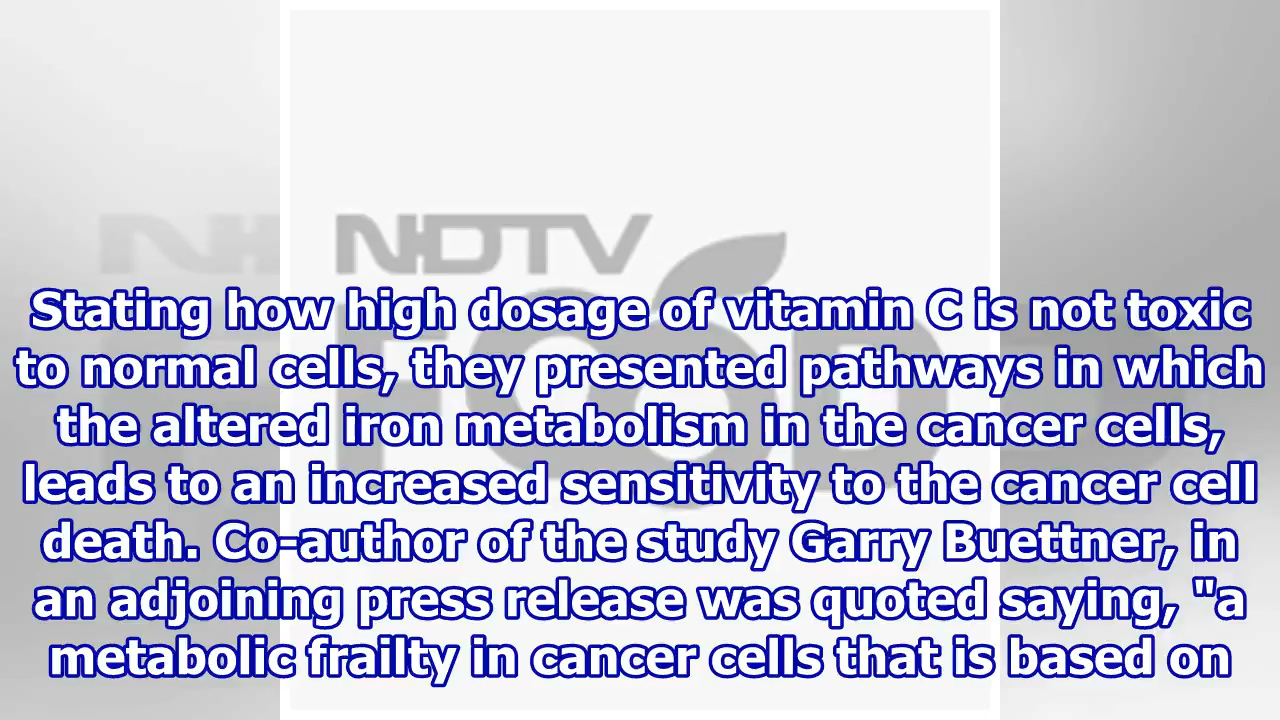 NDTV
FOOD
Stating how high dosage of vitamin C is not toxic
to normal cells, they presented pathways in which
the altered iron metabolism in the cancer cells,
leads to an increased sensitivity to the cancer cell
death. Co-author of the study Garry Buettner, in
an adjoining press release was quoted saying, "a
metabolic frailty in cancer cells that is based on